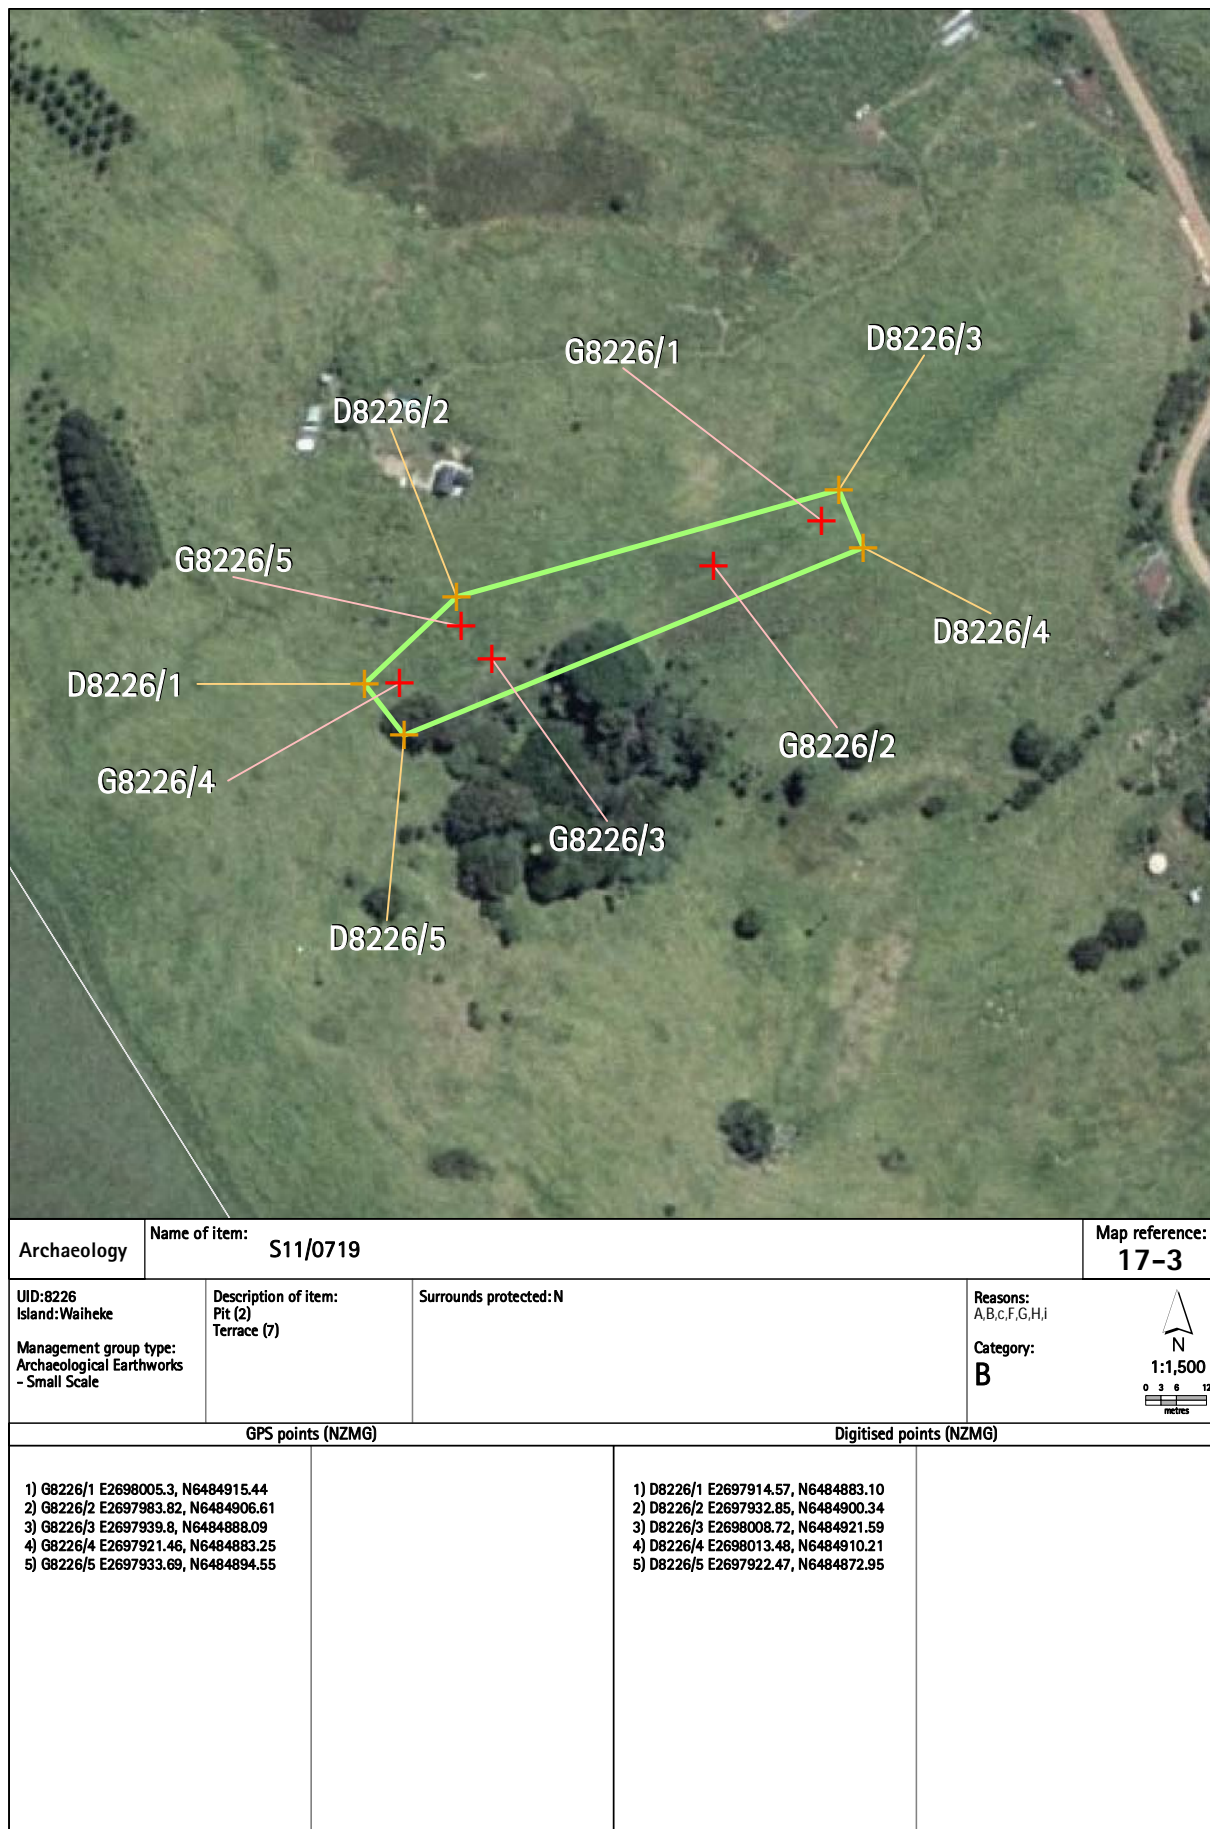 G8226/1
D8226/3
D8226/2
G8226/5
D8226/4
D8226/1
G8226/2
G8226/4
G8226/3
D8226/5
Archaeology
Name of item:
S11/0719
Map reference:
17-3
UID:8226
Island:Waiheke
Management group type:
Archaeological Earthworks
- Small Scale
Description of item:
Pit (2)
Terrace (7)
Surrounds protected:N
Reasons:
A,B,c,F,G,H,i
Category:
B
N
1:1,500
0 3 6 12
metres
GPS points (NZMG)
Digitised points (NZMG)
1) G8226/1 E2698005.3, N6484915.44
2) G8226/2 E2697983.82, N6484906.61
3) G8226/3 E2697939.8, N6484888.09
4) G8226/4 E2697921.46, N6484883.25
5) G8226/5 E2697933.69, N6484894.55
1) D8226/1 E2697914.57, N6484883.10
2) D8226/2 E2697932.85, N6484900.34
3) D8226/3 E2698008.72, N6484921.59
4) D8226/4 E2698013.48, N6484910.21
5) D8226/5 E2697922.47, N6484872.95